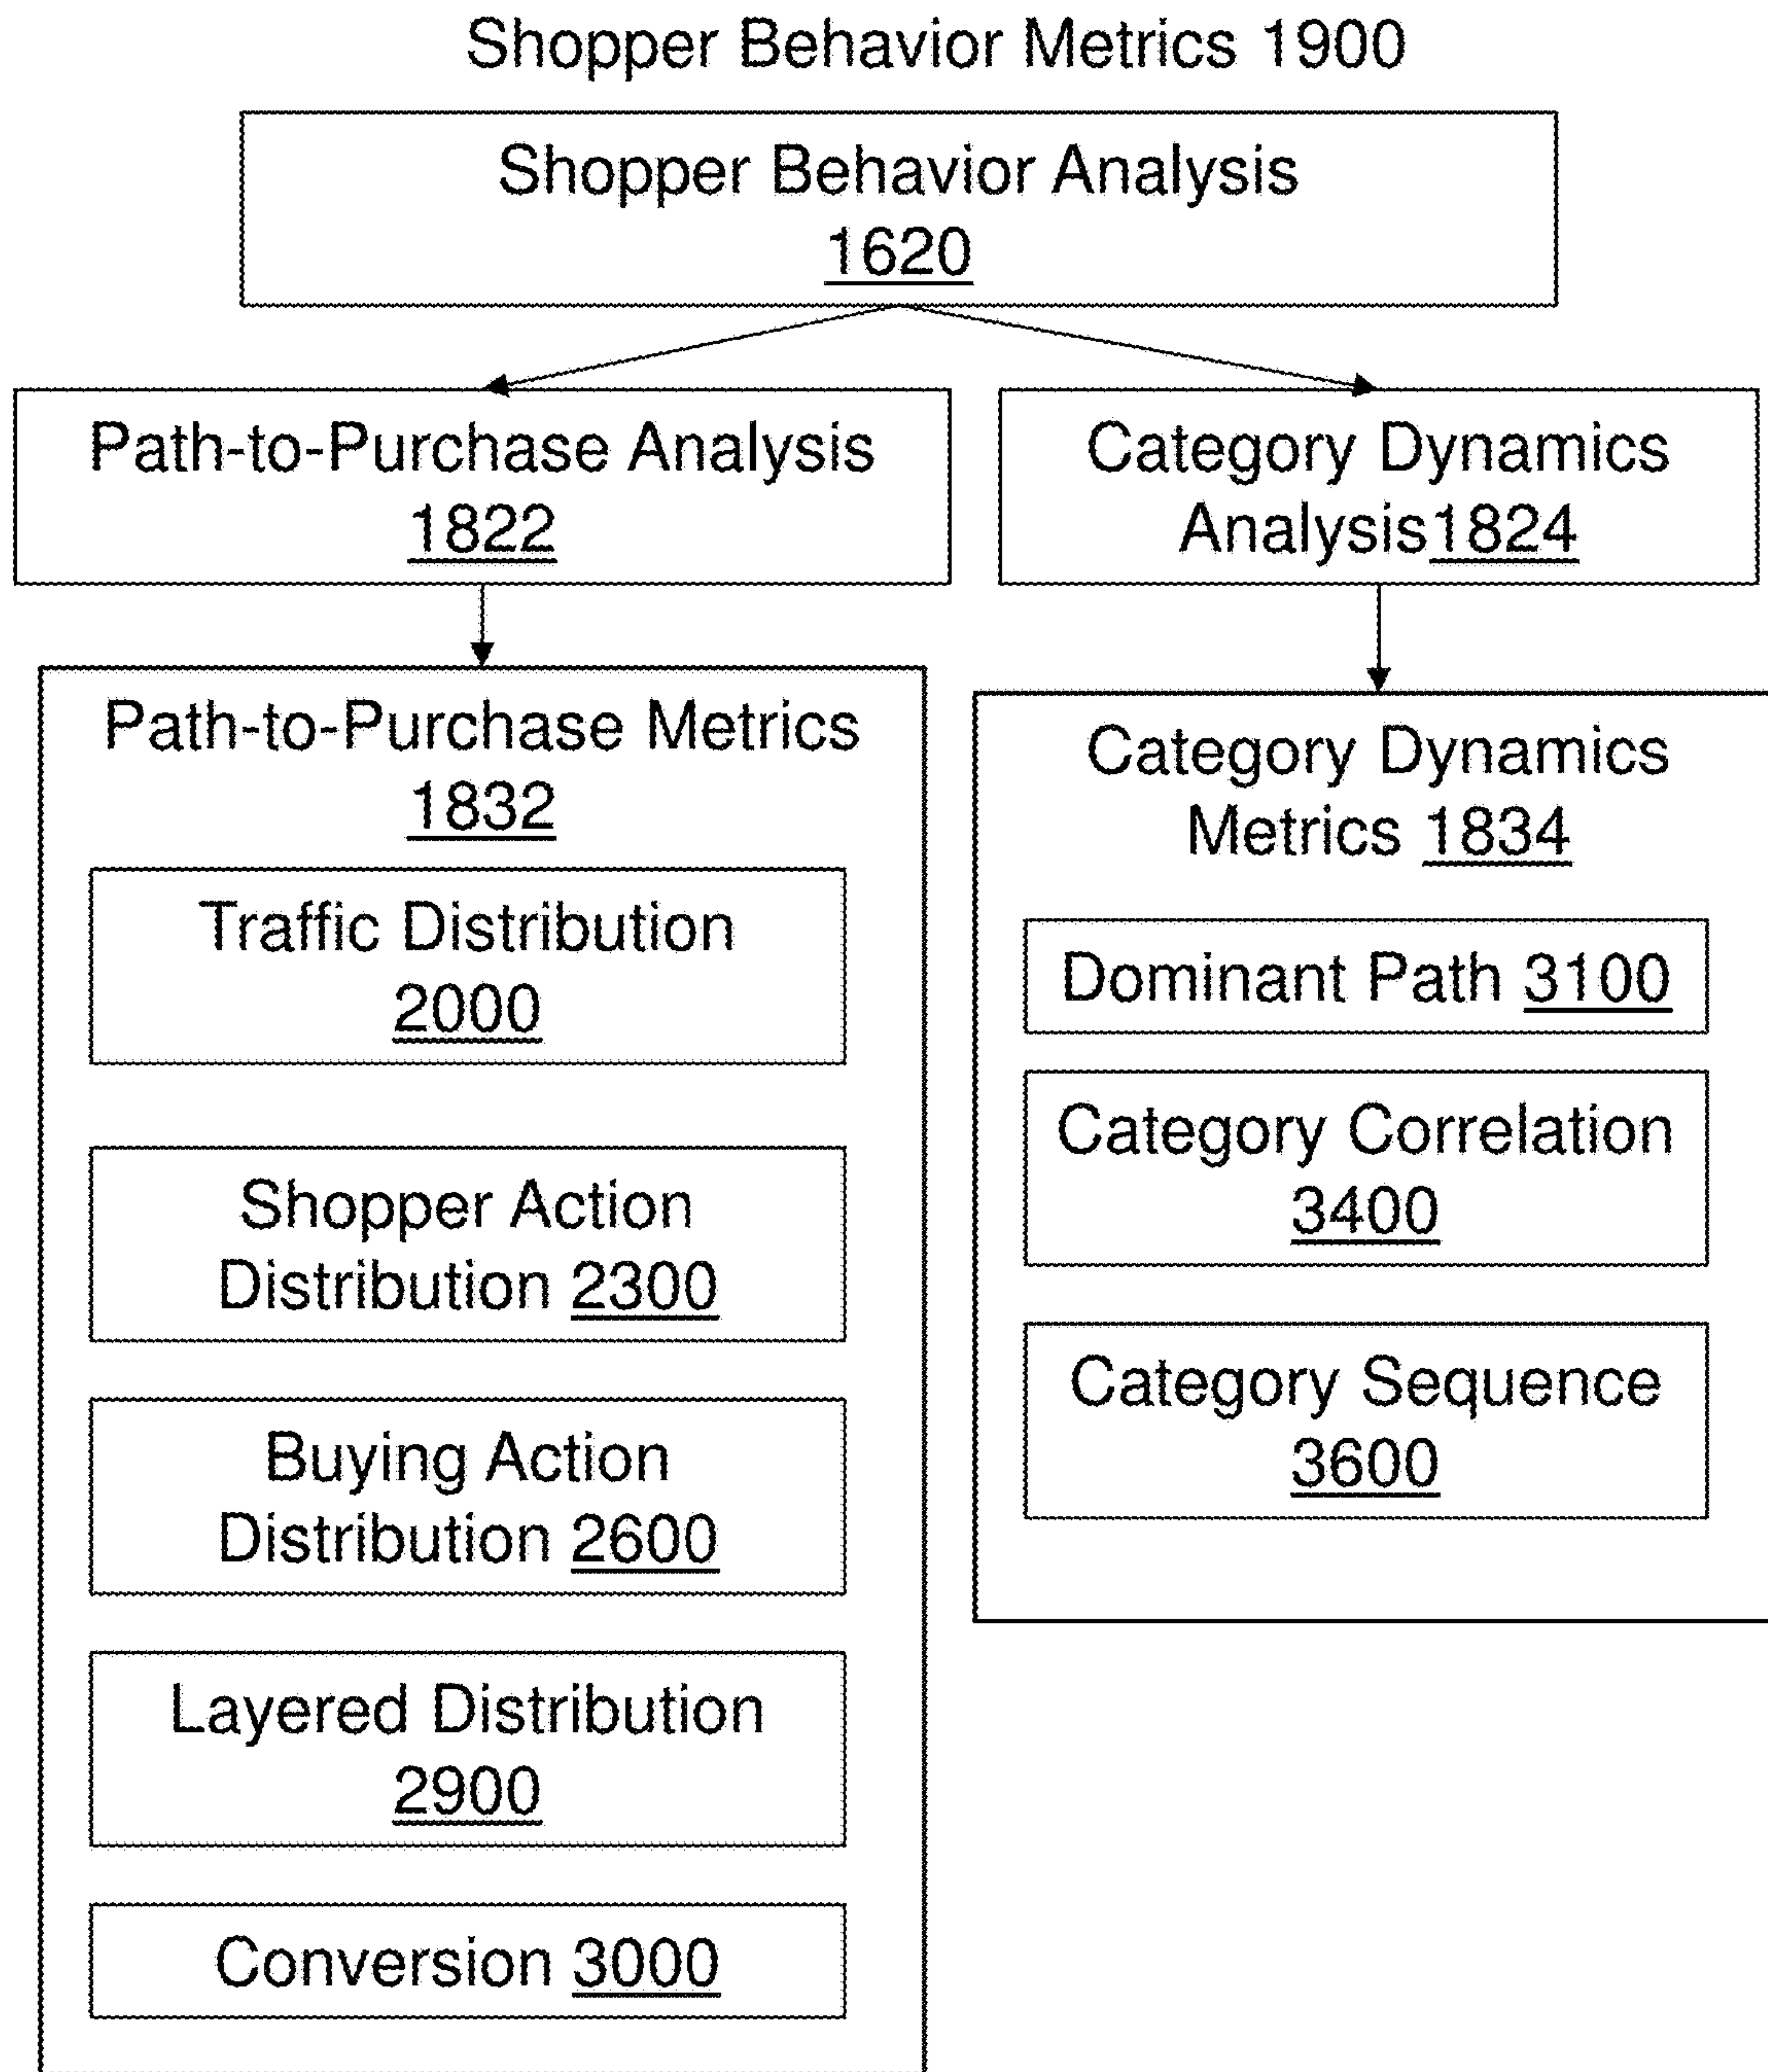 Shopper Behavior Metrics 1900
Shopper Behavior Analysis
1620
Path-to-Purchase Analysis
1822
Category Dynamics
Analysis1824
Path-to-Purchase Metrics
1832
Traffic Distribution
2000
Shopper Action
Distribution 2300
Buying Action
Distribution 2600
Layered Distribution
2900
Conversion 3000
Category Dynamics
Metrics 1834
Dominant Path 3100
Category Correlation
3400
Category Sequence
3600